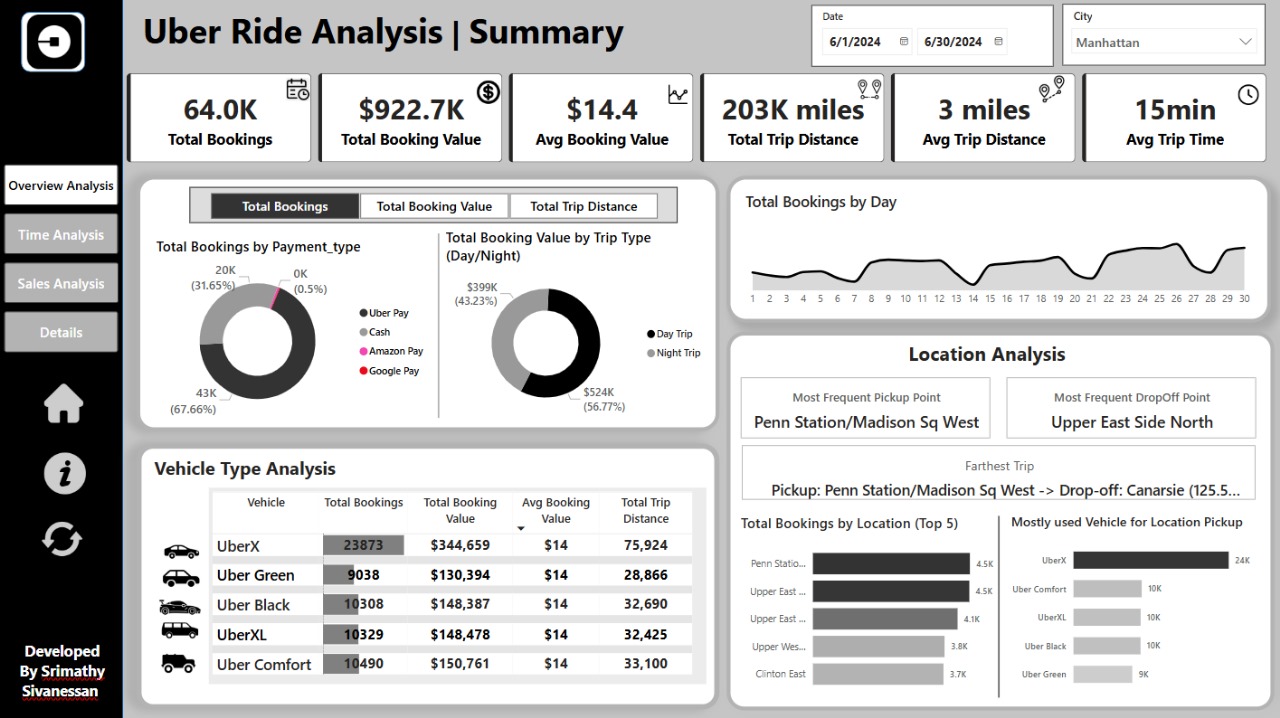 Uber Ride Analysis | Summary
Date
6/1/2024
6/30/2024
City
Manhattan
64.0K
Total Bookings
$922.7K
Total Booking Value
$14.4
Avg Booking Value
203K miles
Total Trip Distance
3 miles
Avg Trip Distance
15min
Avg Trip Time
Overview Analysis
Time Analysis
Sales Analysis
Details
Developed
By Srimathy
Sivanessan
Total Bookings
Total Booking Value
Total Trip Distance
Total Bookings by Payment_type
20K
(31.65%)
0K
(0.5%)
43K
(67.66%)
Uber Pay
Cash
Amazon Pay
Google Pay
Total Booking Value by Trip Type
(Day/Night)
$399K
(43.23%)
$524K
(56.77%)
Day Trip
Night Trip
Total Bookings by Day
1 2 3 4 5 6 7 8 9 10 11 12 13 14 15 16 17 18 19 20 21 22 23 24 25 26 27 28 29 30
Vehicle Type Analysis
Vehicle Total Bookings Total Booking Value Avg Booking Value Total Trip Distance
UberX 23873 $344,659 $14 75,924
Uber Green 9038 $130,394 $14 28,866
Uber Black 10308 $148,387 $14 32,690
UberXL 10329 $148,478 $14 32,425
Uber Comfort 10490 $150,761 $14 33,100
Location Analysis
Most Frequent Pickup Point
Penn Station/Madison Sq West
Most Frequent DropOff Point
Upper East Side North
Farthest Trip
Pickup: Penn Station/Madison Sq West -> Drop-off: Canarsie (125.5...
Total Bookings by Location (Top 5)
Penn Statio... 4.5K
Upper East ... 4.5K
Upper East ... 4.1K
Upper Wes... 3.8K
Clinton East 3.7K
Mostly used Vehicle for Location Pickup
UberX 24K
Uber Comfort 10K
UberXL 10K
Uber Black 10K
Uber Green 9K